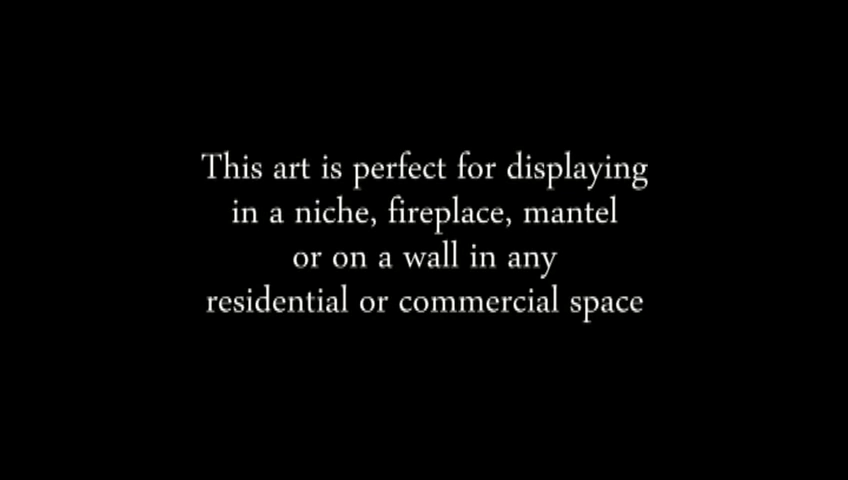 This art is perfect for displaying
in a niche, fireplace, mantel
or on a wall in any
residential or commercial space